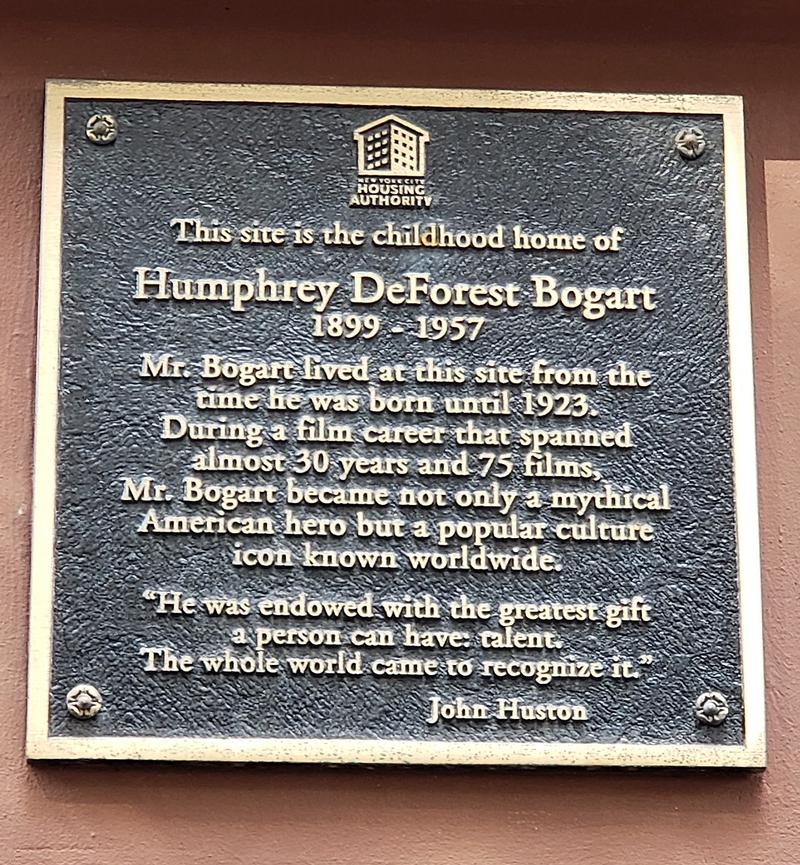 NEW YORK CITY
HOUSING
AUTHORITY
This site is the childhood home of
Humphrey DeForest Bogart
1899 - 1957
Mr. Bogart lived at this site from the
time he was born until 1923.
During a film career that spanned
almost 30 years and 75 films,
Mr. Bogart became not only a mythical
American hero but a popular culture
icon known worldwide.
“He was endowed with the greatest gift
a person can have: talent.
The whole world came to recognize it.”
John Huston